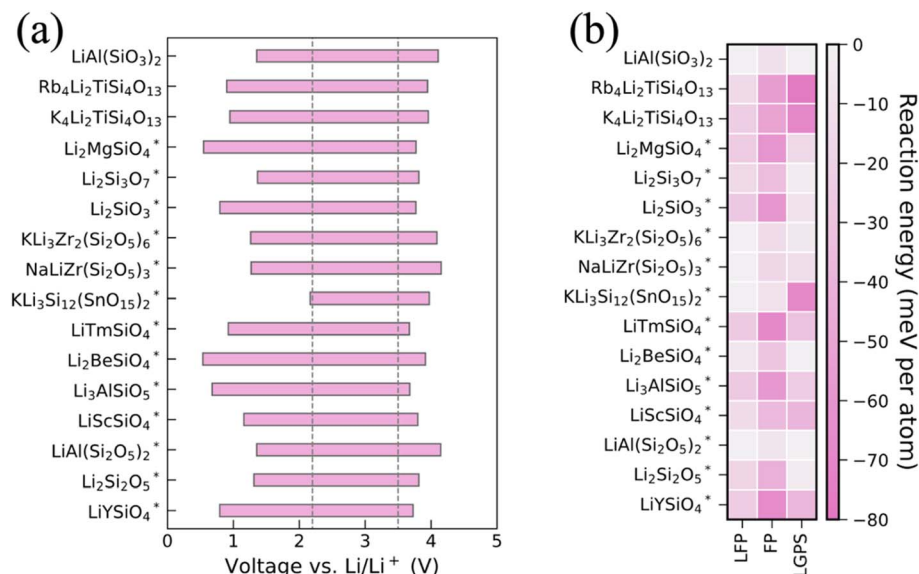 (a)
LiAl(SiO₃)₂
Rb₄Li₂TiSi₄O₁₃
K₄Li₂TiSi₄O₁₃
Li₂MgSiO₄*
Li₂Si₃O₇*
Li₂SiO₃*
KLi₃Zr₂(Si₂O₅)₆*
NaLiZr(Si₂O₅)₃*
KLi₃Si₁₂(SnO₁₅)₂*
LiTmSiO₄*
Li₂BeSiO₄*
Li₃AlSiO₅*
LiScSiO₄*
LiAl(Si₂O₅)₂*
Li₂Si₂O₅*
LiYSiO₄*
0 1 2 3 4 5
Voltage vs. Li/Li⁺ (V)
(b)
LiAl(SiO₃)₂
Rb₄Li₂TiSi₄O₁₃
K₄Li₂TiSi₄O₁₃
Li₂MgSiO₄*
Li₂Si₃O₇*
Li₂SiO₃*
KLi₃Zr₂(Si₂O₅)₆*
NaLiZr(Si₂O₅)₃*
KLi₃Si₁₂(SnO₁₅)₂*
LiTmSiO₄*
Li₂BeSiO₄*
Li₃AlSiO₅*
LiScSiO₄*
LiAl(Si₂O₅)₂*
Li₂Si₂O₅*
LiYSiO₄*
LFP
FP
LGPS
0
−10
−20
−30
−40
−50
−60
−70
−80
Reaction energy (meV per atom)